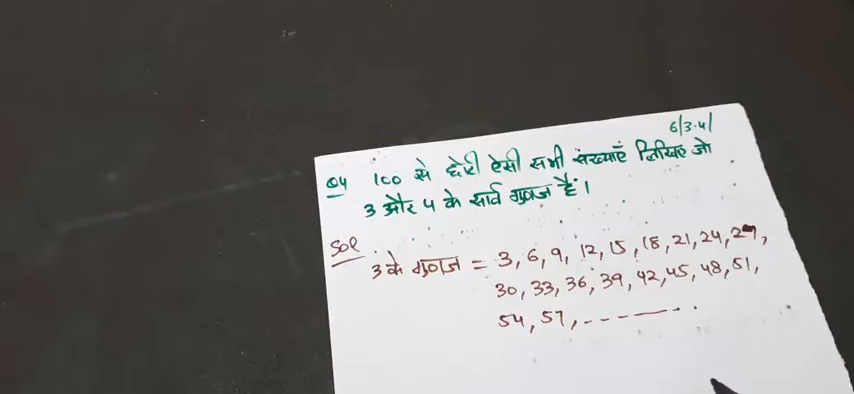 6/3.4/
Q4 100 से छोटी ऐसी सभी संख्याएँ लिखिए जो
3 और 4 के सार्व गुणज हैं।
Sol
3 के गुणज = 3, 6, 9, 12, 15, 18, 21, 24, 27,
30, 33, 36, 39, 42, 45, 48, 51,
54, 57, -------.